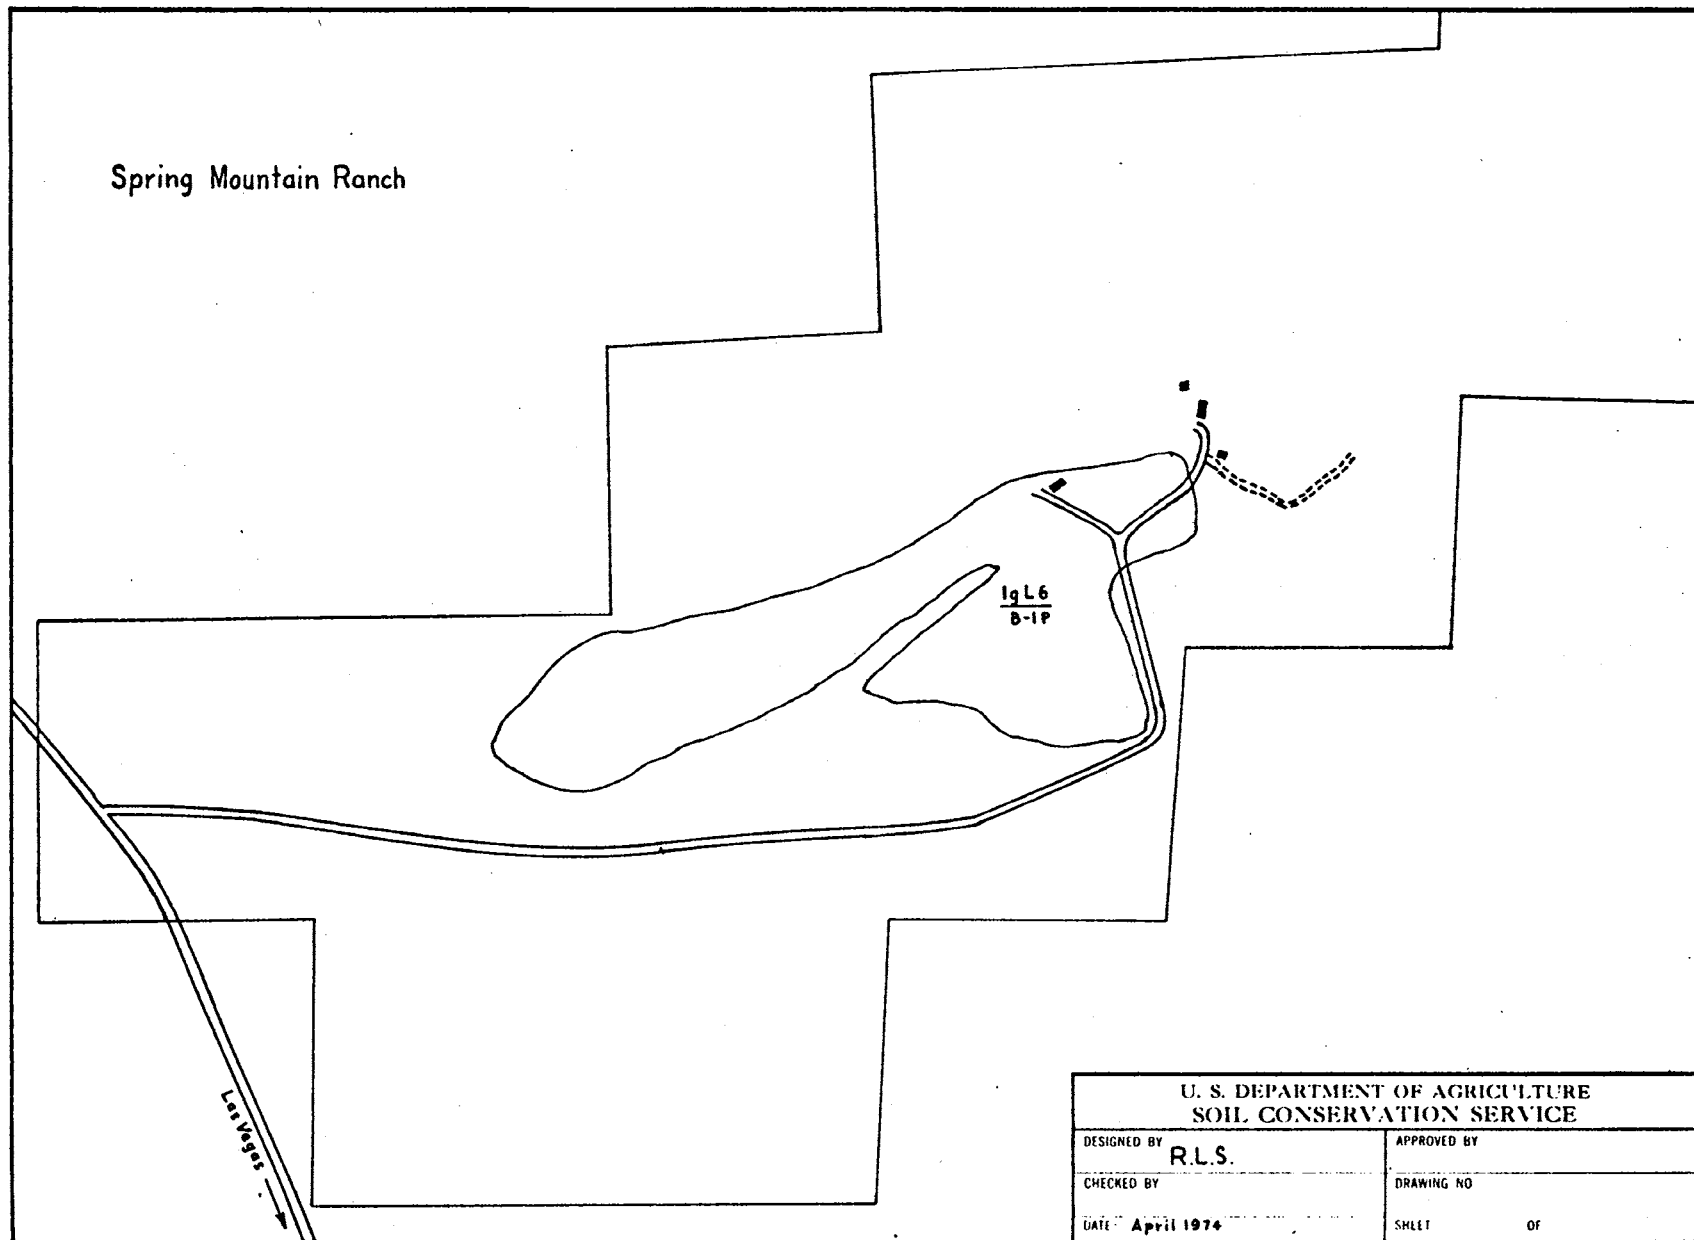 Spring Mountain Ranch
IgL6
B-1P
Las Vegas
U. S. DEPARTMENT OF AGRICULTURE
SOIL CONSERVATION SERVICE
DESIGNED BY R.L.S.
APPROVED BY
CHECKED BY
DRAWING NO
DATE April 1974
SHEET OF